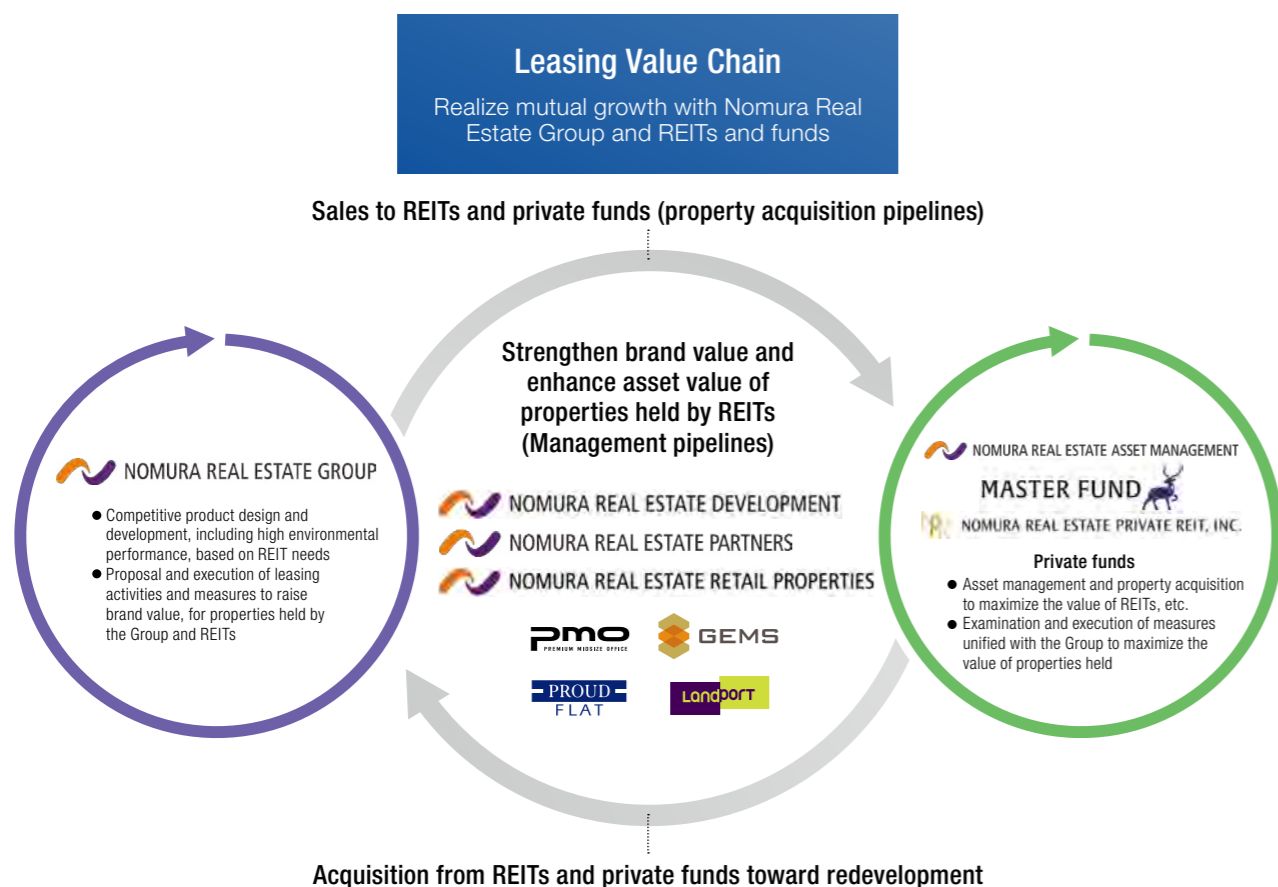 Leasing Value Chain
Realize mutual growth with Nomura Real
Estate Group and REITs and funds
Sales to REITs and private funds (property acquisition pipelines)
NOMURA REAL ESTATE GROUP
● Competitive product design and
development, including high environmental
performance, based on REIT needs
● Proposal and execution of leasing
activities and measures to raise
brand value, for properties held by
the Group and REITs
Strengthen brand value and
enhance asset value of
properties held by REITs
(Management pipelines)
NOMURA REAL ESTATE DEVELOPMENT
NOMURA REAL ESTATE PARTNERS
NOMURA REAL ESTATE RETAIL PROPERTIES
PMO
PREMIUM MIDSIZE OFFICE
GEMS
PROUD
FLAT
Landport
NOMURA REAL ESTATE ASSET MANAGEMENT
MASTER FUND
NOMURA REAL ESTATE PRIVATE REIT, INC.
Private funds
● Asset management and property acquisition
to maximize the value of REITs, etc.
● Examination and execution of measures
unified with the Group to maximize the
value of properties held
Acquisition from REITs and private funds toward redevelopment